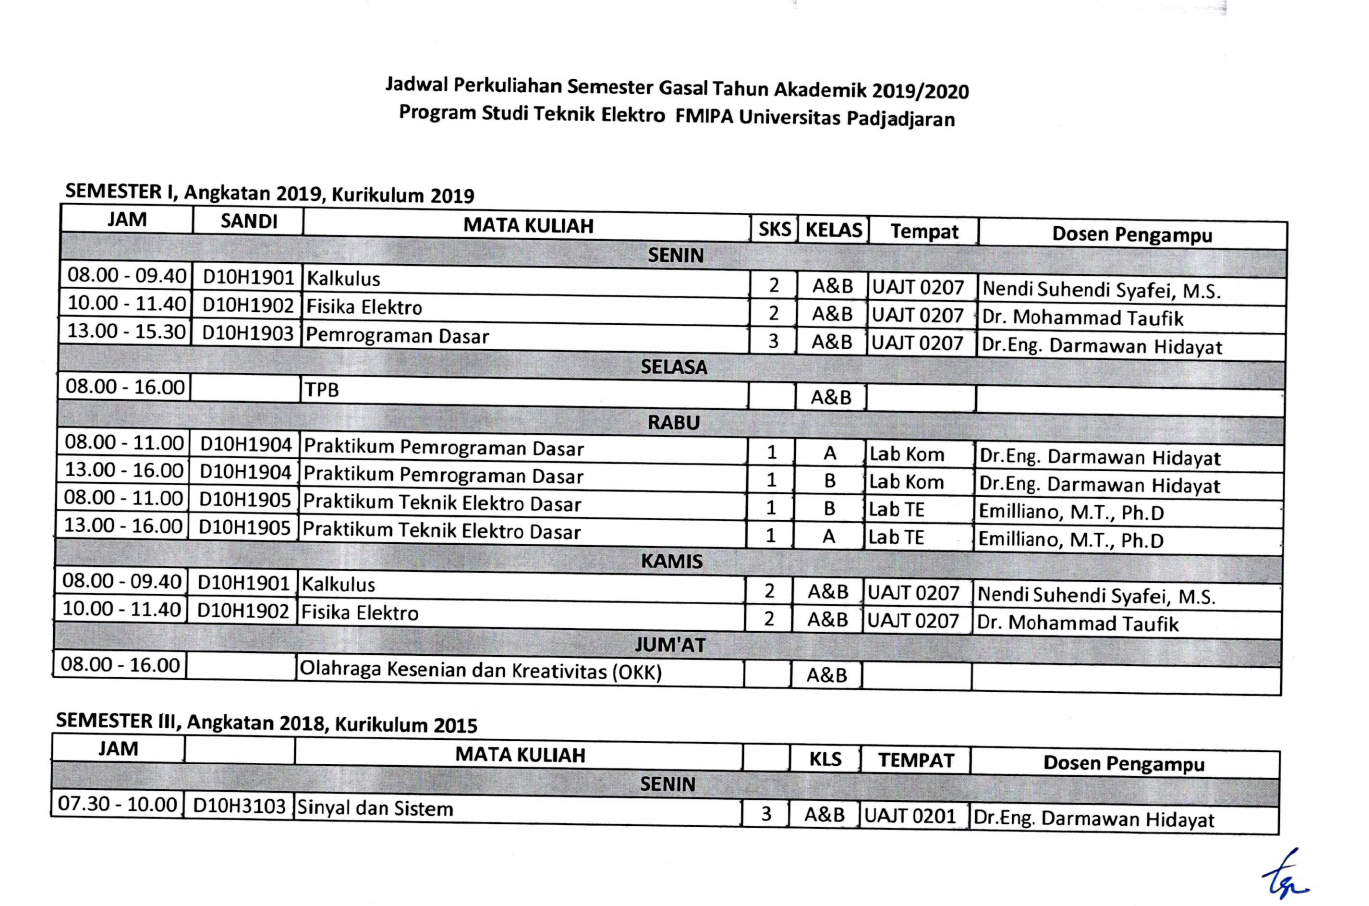 Jadwal Perkuliahan Semester Gasal Tahun Akademik 2019/2020
Program Studi Teknik Elektro FMIPA Universitas Padjadjaran
SEMESTER I, Angkatan 2019, Kurikulum 2019
JAM SANDI MATA KULIAH SKS KELAS Tempat Dosen Pengampu
SENIN
08.00 - 09.40 D10H1901 Kalkulus 2 A&B UAJT 0207 Nendi Suhendi Syafei, M.S.
10.00 - 11.40 D10H1902 Fisika Elektro 2 A&B UAJT 0207 Dr. Mohammad Taufik
13.00 - 15.30 D10H1903 Pemrograman Dasar 3 A&B UAJT 0207 Dr.Eng. Darmawan Hidayat
SELASA
08.00 - 16.00 TPB A&B
RABU
08.00 - 11.00 D10H1904 Praktikum Pemrograman Dasar 1 A Lab Kom Dr.Eng. Darmawan Hidayat
13.00 - 16.00 D10H1904 Praktikum Pemrograman Dasar 1 B Lab Kom Dr.Eng. Darmawan Hidayat
08.00 - 11.00 D10H1905 Praktikum Teknik Elektro Dasar 1 B Lab TE Emilliano, M.T., Ph.D
13.00 - 16.00 D10H1905 Praktikum Teknik Elektro Dasar 1 A Lab TE Emilliano, M.T., Ph.D
KAMIS
08.00 - 09.40 D10H1901 Kalkulus 2 A&B UAJT 0207 Nendi Suhendi Syafei, M.S.
10.00 - 11.40 D10H1902 Fisika Elektro 2 A&B UAJT 0207 Dr. Mohammad Taufik
JUM'AT
08.00 - 16.00 Olahraga Kesenian dan Kreativitas (OKK) A&B
SEMESTER III, Angkatan 2018, Kurikulum 2015
JAM MATA KULIAH KLS TEMPAT Dosen Pengampu
SENIN
07.30 - 10.00 D10H3103 Sinyal dan Sistem 3 A&B UAJT 0201 Dr.Eng. Darmawan Hidayat